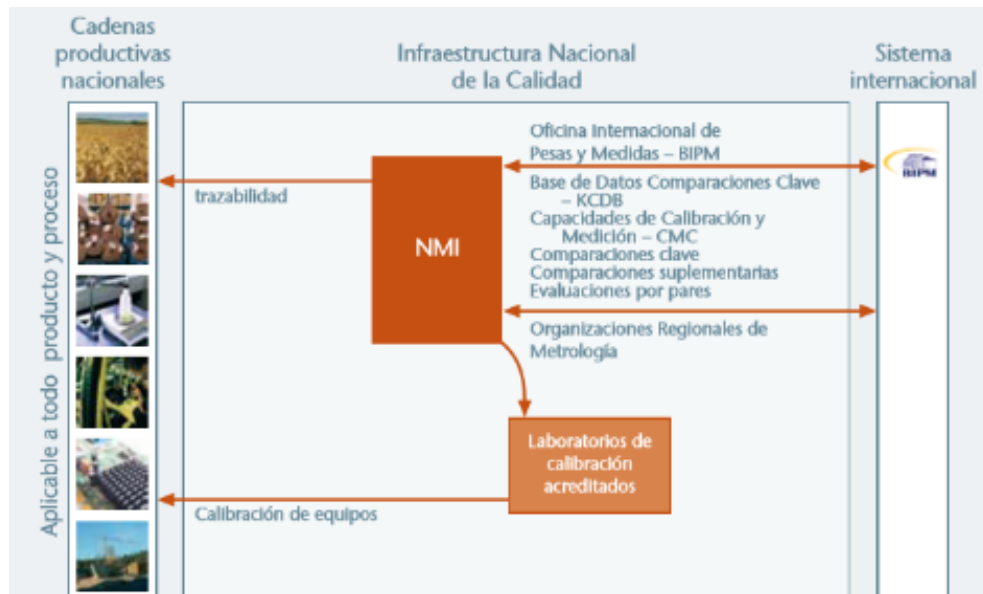 Cadenas
productivas
nacionales
Infraestructura Nacional
de la Calidad
Sistema
internacional
Aplicable a todo producto y proceso
trazabilidad
NMI
Oficina Internacional de
Pesas y Medidas – BIPM
Base de Datos Comparaciones Clave
– KCDB
Capacidades de Calibración y
Medición – CMC
Comparaciones clave
Comparaciones suplementarias
Evaluaciones por pares
Organizaciones Regionales de
Metrología
BIPM
Laboratorios de
calibración
acreditados
Calibración de equipos